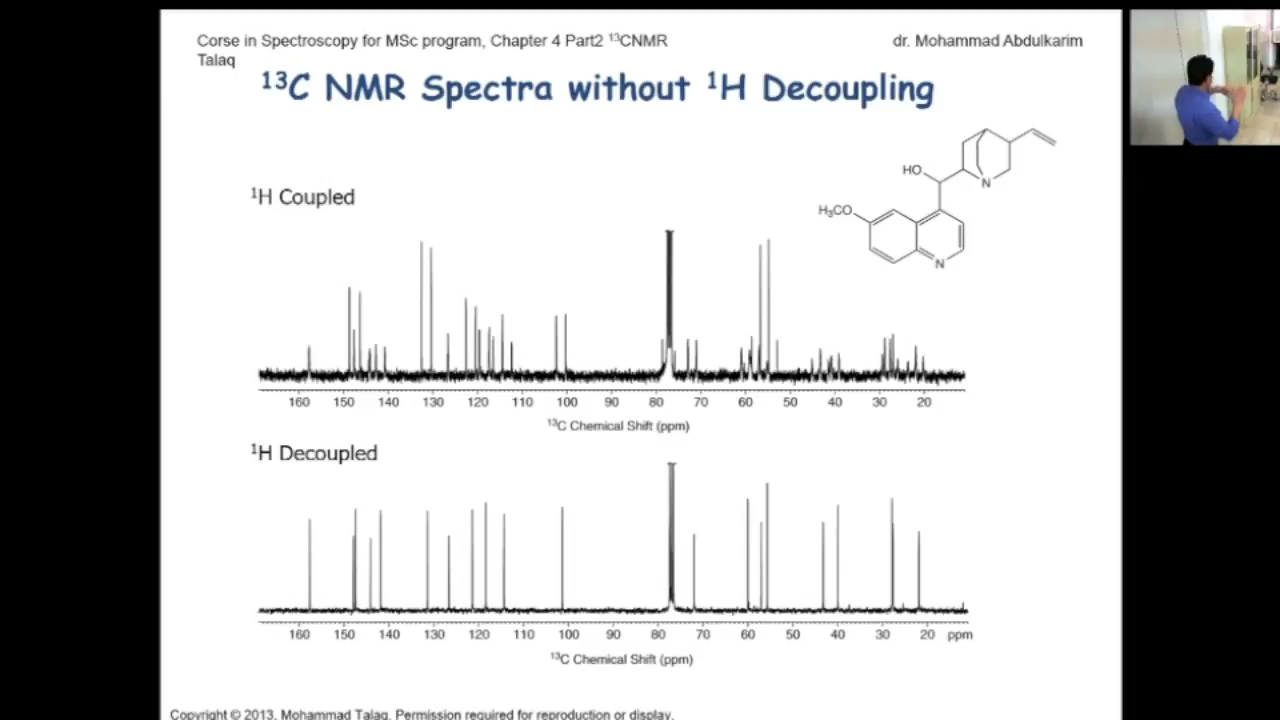 Corse in Spectroscopy for MSc program, Chapter 4 Part2 ¹³CNMR
Talaq
dr. Mohammad Abdulkarim
¹³C NMR Spectra without ¹H Decoupling
HO
N
H₃CO
N
¹H Coupled
160 150 140 130 120 110 100 90 80 70 60 50 40 30 20
¹³C Chemical Shift (ppm)
¹H Decoupled
160 150 140 130 120 110 100 90 80 70 60 50 40 30 20 ppm
¹³C Chemical Shift (ppm)
Copyright © 2013, Mohammad Talaq. Permission required for reproduction or display.